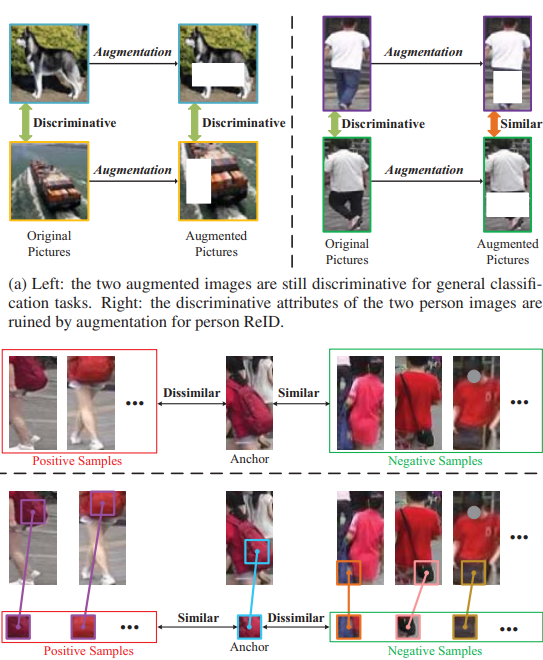 Augmentation
Augmentation
Discriminative
Discriminative
Discriminative
Similar
Augmentation
Augmentation
Original
Pictures
Augmented
Pictures
Original
Pictures
Augmented
Pictures
(a) Left: the two augmented images are still discriminative for general classifi-
cation tasks. Right: the discriminative attributes of the two person images are
ruined by augmentation for person ReID.
Dissimilar
Similar
Positive Samples
Anchor
Negative Samples
Similar
Dissimilar
Positive Samples
Anchor
Negative Samples